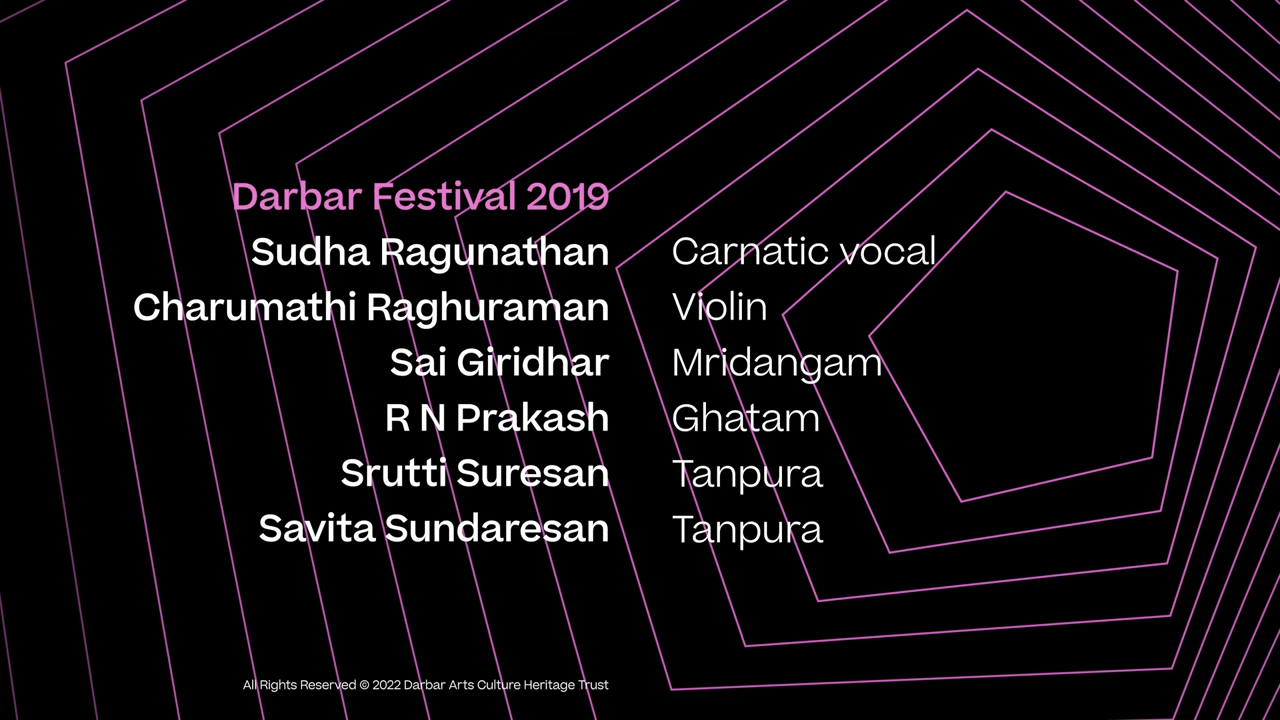 Darbar Festival 2019
Sudha Ragunathan Carnatic vocal
Charumathi Raghuraman Violin
Sai Giridhar Mridangam
R N Prakash Ghatam
Srutti Suresan Tanpura
Savita Sundaresan Tanpura
All Rights Reserved © 2022 Darbar Arts Culture Heritage Trust